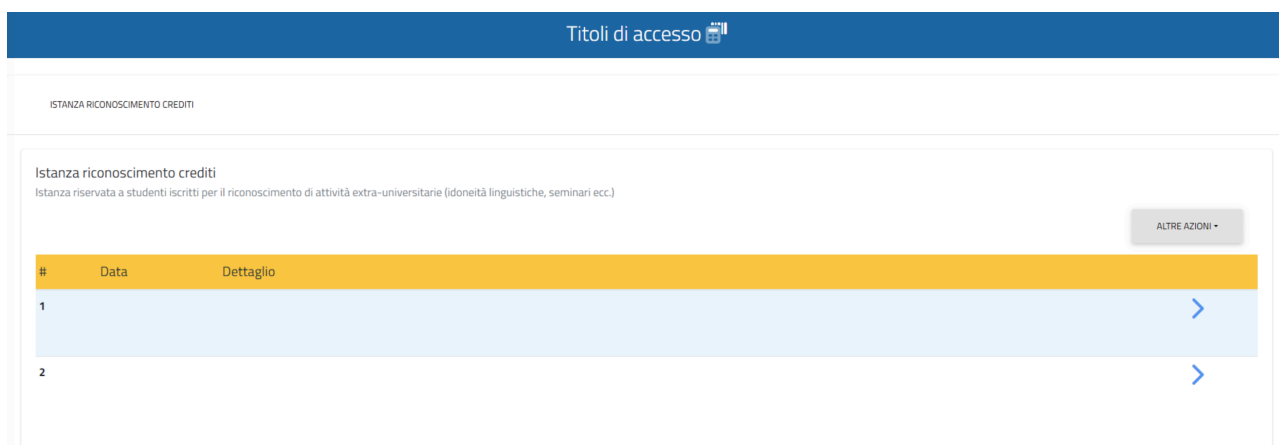 Titoli di accesso
ISTANZA RICONOSCIMENTO CREDITI
Istanza riconoscimento crediti
Istanza riservata a studenti iscritti per il riconoscimento di attività extra-universitarie (idoneità linguistiche, seminari ecc.)
ALTRE AZIONI
# Data Dettaglio
1
2